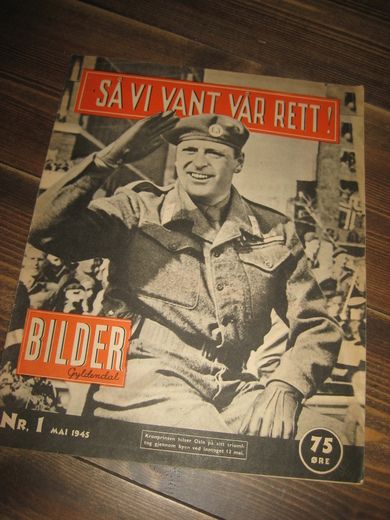 SÅ VI VANT VÅR RETT!
BILDER
Gyldendal
NR. 1 MAI 1945
Kronprinsen hilser Oslo på sitt triumf-
tog gjennom byen ved inntoget 13 mai.
75
ØRE